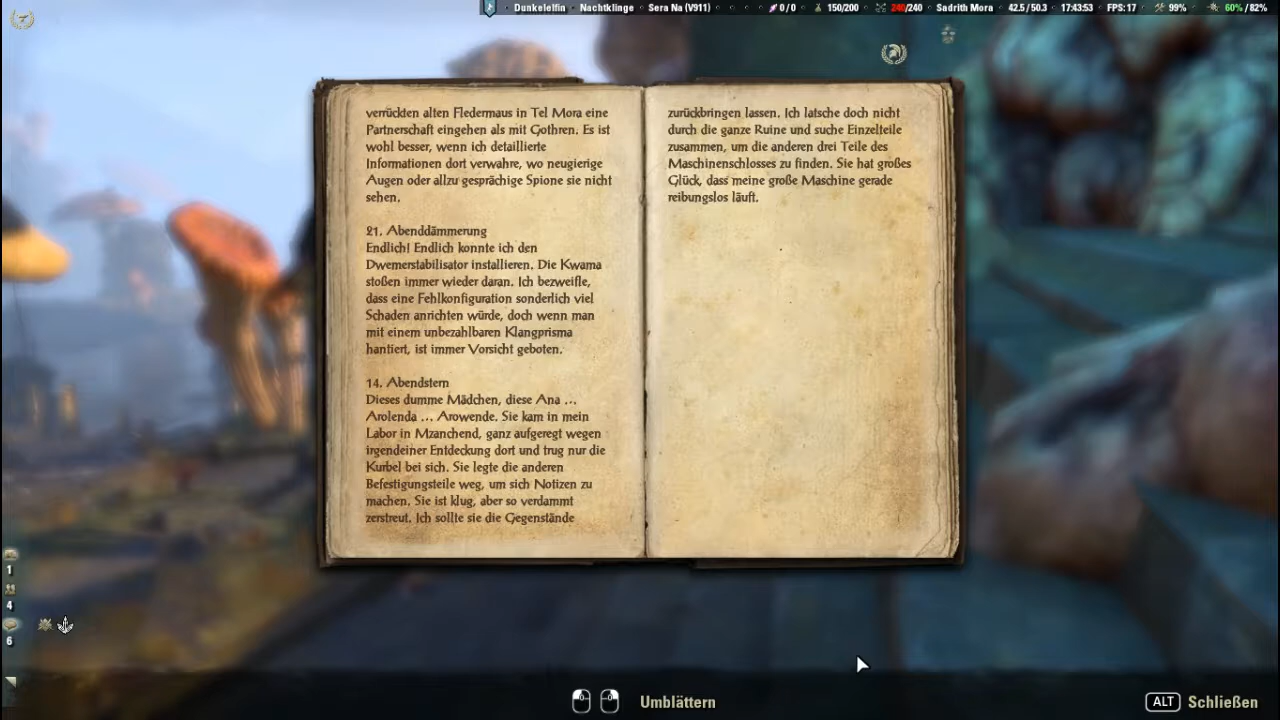 Dunkelelfin · Nachtklinge · Sera Na (V911) · 0/0 · 150/200 · 240/240 · Sadrith Mora · 42.5/50.3 · 17:43:53 · FPS: 17 · 99% · 60% / 82%
verrückten alten Fledermaus in Tel Mora eine
Partnerschaft eingehen als mit Gothren. Es ist
wohl besser, wenn ich detaillierte
Informationen dort verwahre, wo neugierige
Augen oder allzu gesprächige Spione sie nicht
sehen.
21. Abenddämmerung
Endlich! Endlich konnte ich den
Dwemerstabilisator installieren. Die Kwama
stoßen immer wieder daran. Ich bezweifle,
dass eine Fehlkonfiguration sonderlich viel
Schaden anrichten würde, doch wenn man
mit einem unbezahlbaren Klangprisma
hantiert, ist immer Vorsicht geboten.
14. Abendstern
Dieses dumme Mädchen, diese Ana ...
Arolenda ... Arowende. Sie kam in mein
Labor in Mzanchend, ganz aufgeregt wegen
irgendeiner Entdeckung dort und trug nur die
Kurbel bei sich. Sie legte die anderen
Befestigungsteile weg, um sich Notizen zu
machen. Sie ist klug, aber so verdammt
zerstreut. Ich sollte sie die Gegenstände
zurückbringen lassen. Ich latsche doch nicht
durch die ganze Ruine und suche Einzelteile
zusammen, um die anderen drei Teile des
Maschinenschlosses zu finden. Sie hat großes
Glück, dass meine große Maschine gerade
reibungslos läuft.
1
4
6
Umblättern
ALT Schließen